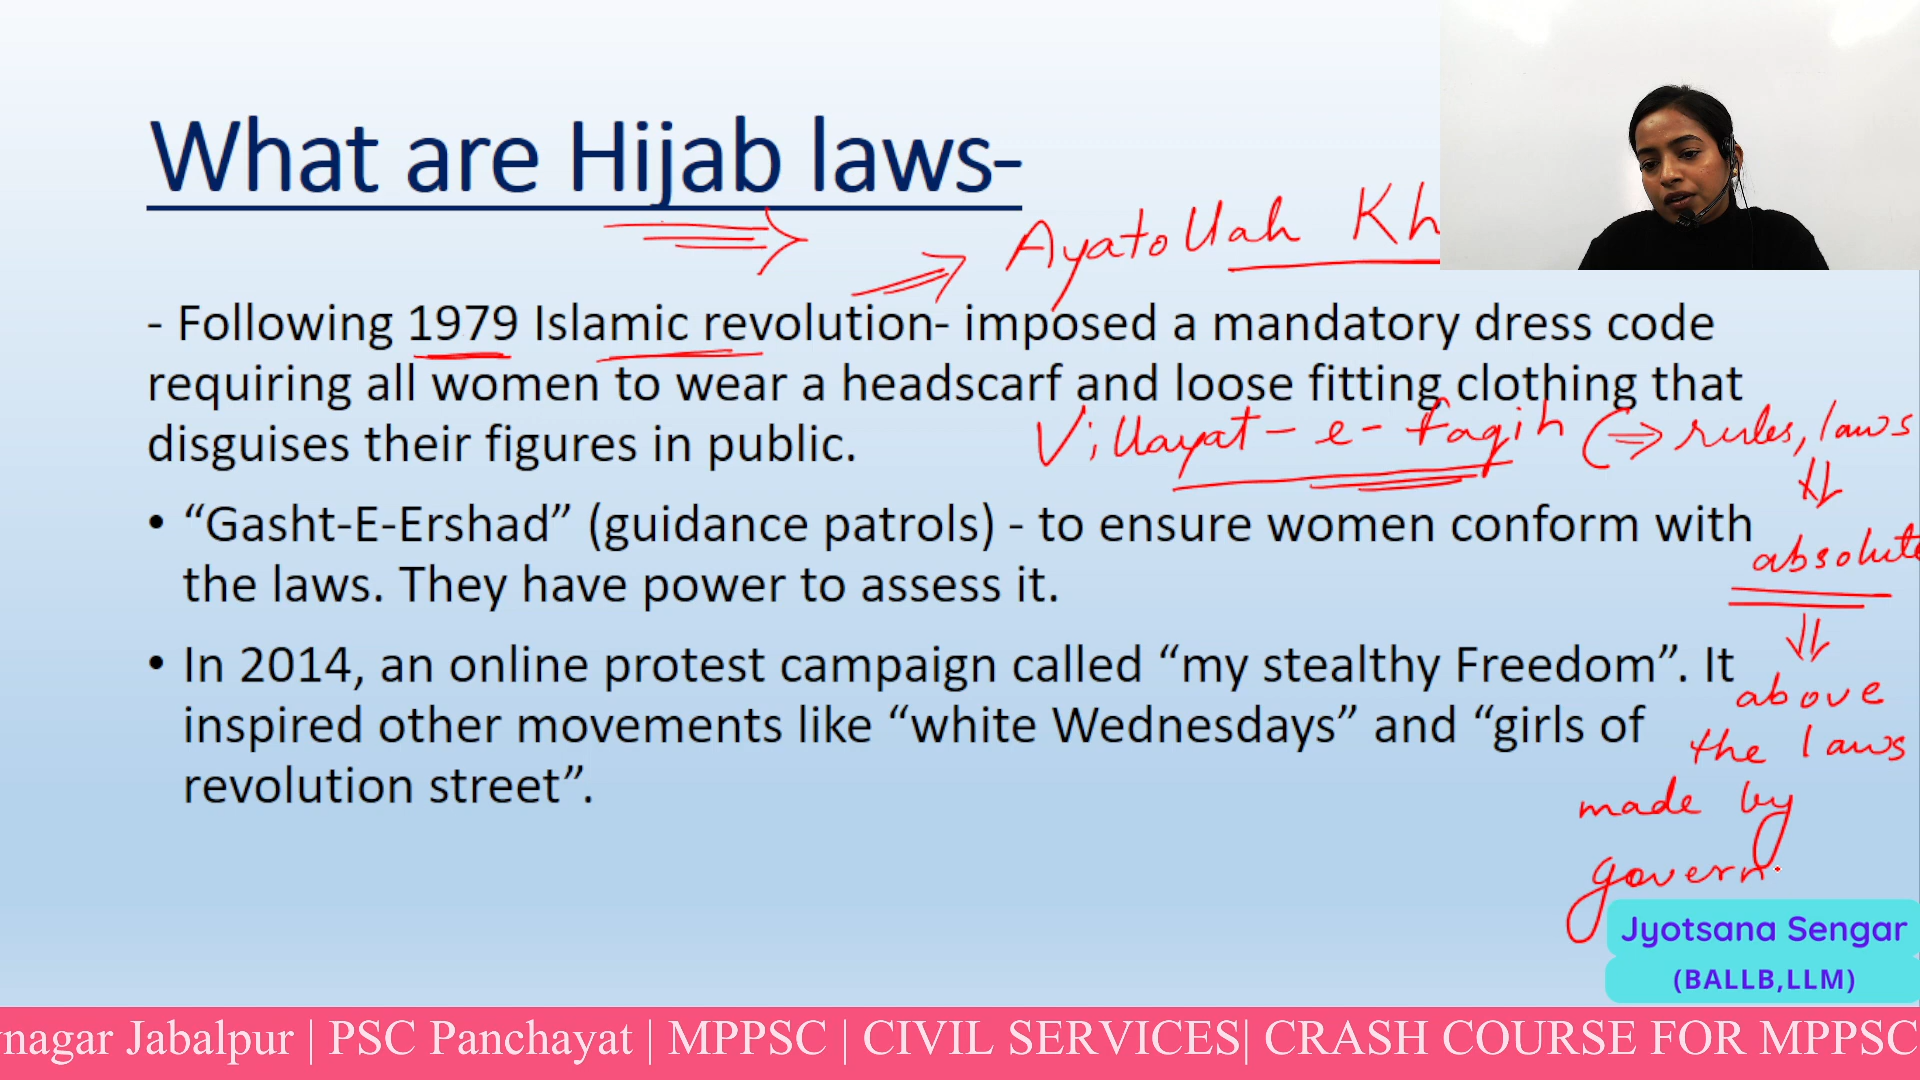 What are Hijab laws-
Ayatollah Kh
- Following 1979 Islamic revolution- imposed a mandatory dress code
requiring all women to wear a headscarf and loose fitting clothing that
disguises their figures in public.
Villayat-e-faqih (⇒ rules, laws
absolute
• “Gasht-E-Ershad” (guidance patrols) - to ensure women conform with
the laws. They have power to assess it.
• In 2014, an online protest campaign called “my stealthy Freedom”. It
inspired other movements like “white Wednesdays” and “girls of
revolution street”.
above
the laws
made by
govern
Jyotsana Sengar
(BALLB,LLM)
nagar Jabalpur | PSC Panchayat | MPPSC | CIVIL SERVICES| CRASH COURSE FOR MPPSC